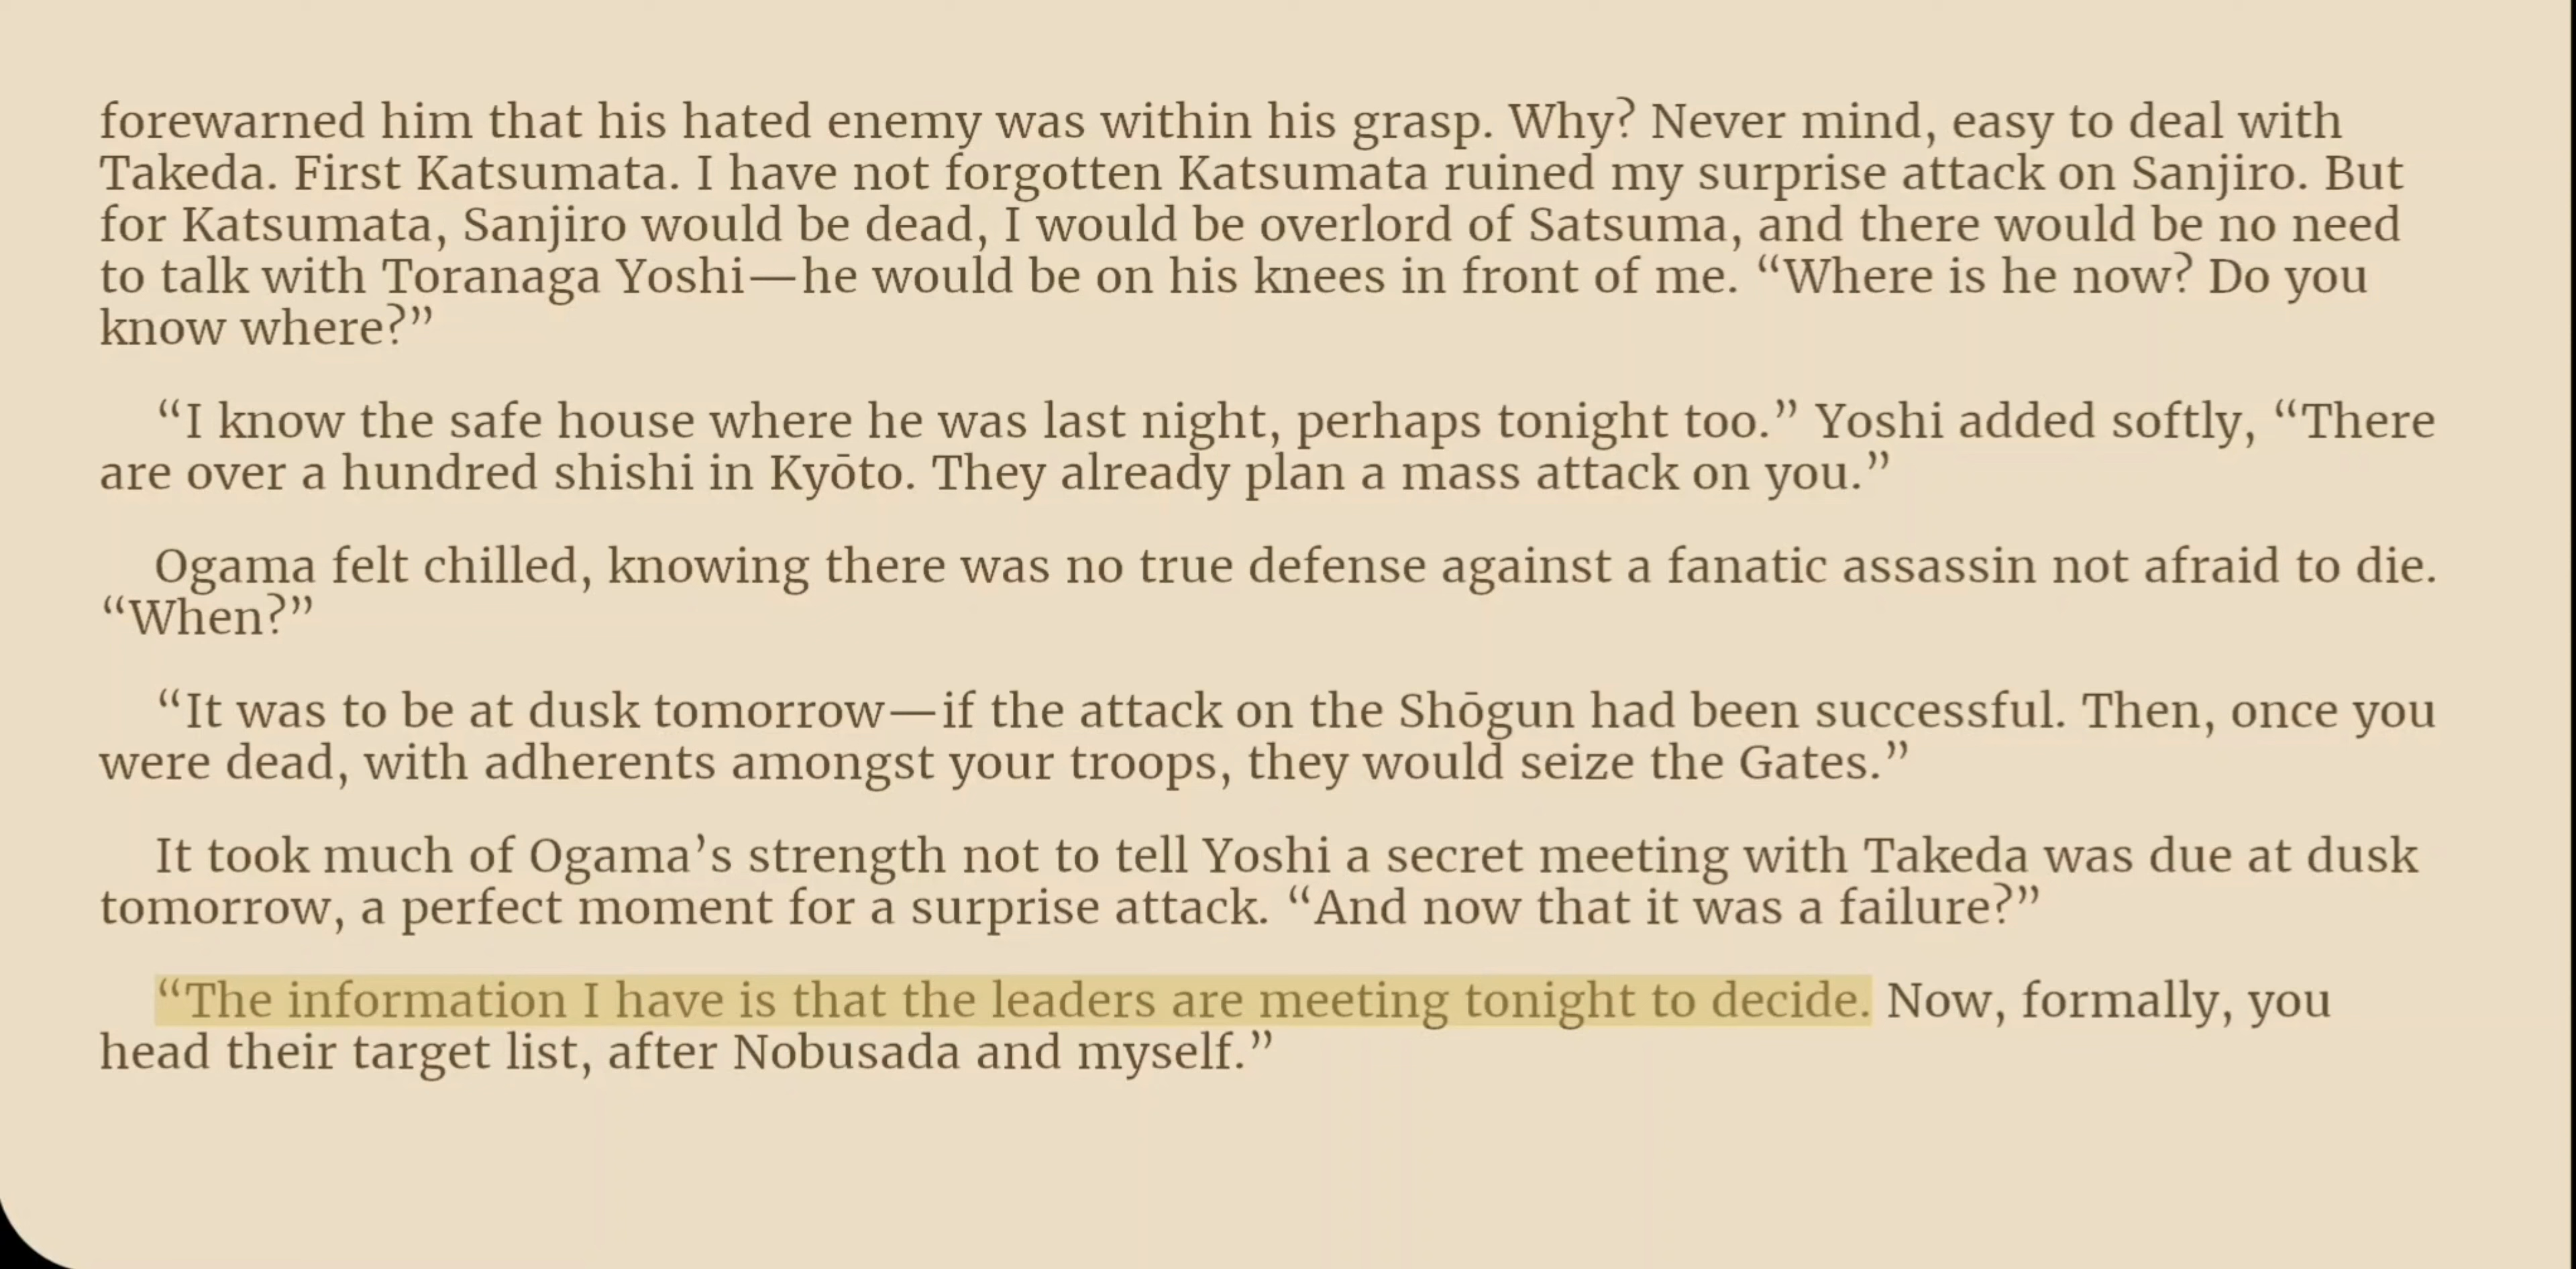 forewarned him that his hated enemy was within his grasp. Why? Never mind, easy to deal with
Takeda. First Katsumata. I have not forgotten Katsumata ruined my surprise attack on Sanjiro. But
for Katsumata, Sanjiro would be dead, I would be overlord of Satsuma, and there would be no need
to talk with Toranaga Yoshi—he would be on his knees in front of me. “Where is he now? Do you
know where?”
“I know the safe house where he was last night, perhaps tonight too.” Yoshi added softly, “There
are over a hundred shishi in Kyōto. They already plan a mass attack on you.”
Ogama felt chilled, knowing there was no true defense against a fanatic assassin not afraid to die.
“When?”
“It was to be at dusk tomorrow—if the attack on the Shōgun had been successful. Then, once you
were dead, with adherents amongst your troops, they would seize the Gates.”
It took much of Ogama’s strength not to tell Yoshi a secret meeting with Takeda was due at dusk
tomorrow, a perfect moment for a surprise attack. “And now that it was a failure?”
“The information I have is that the leaders are meeting tonight to decide. Now, formally, you
head their target list, after Nobusada and myself.”